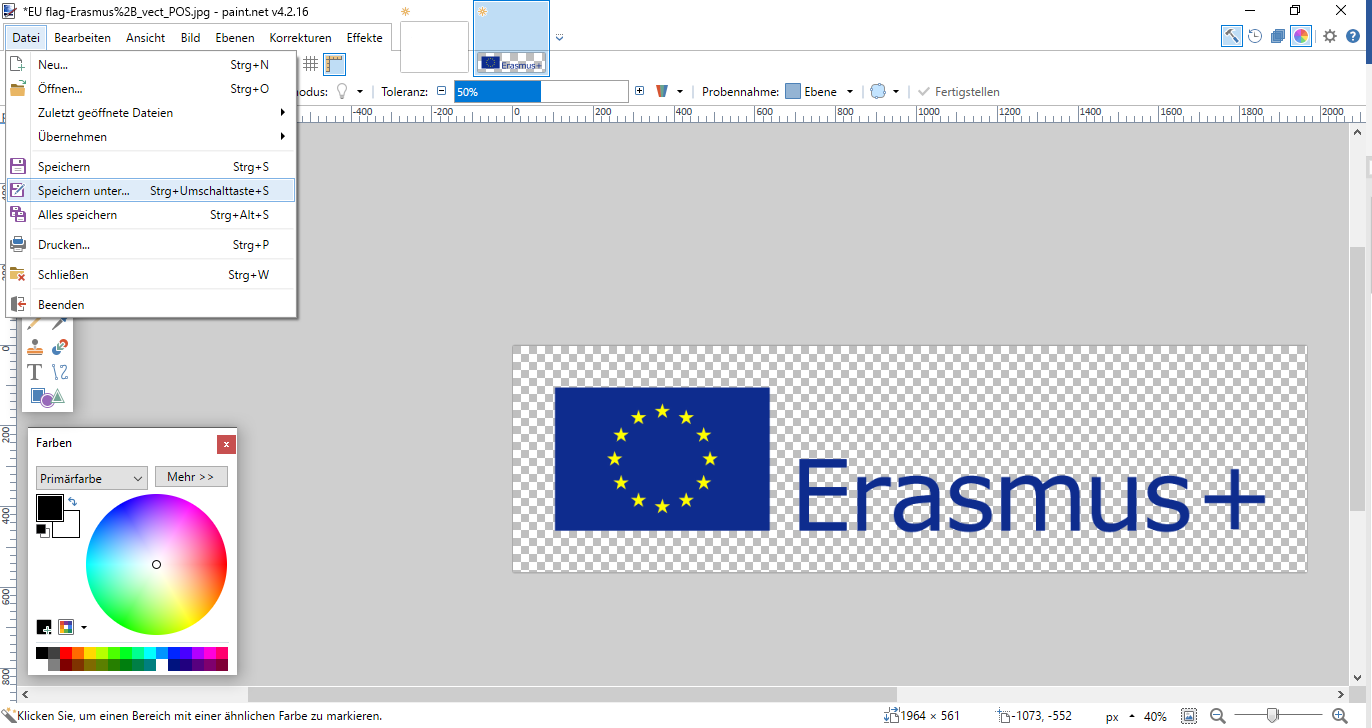 *EU flag-Erasmus%2B_vect_POS.jpg - paint.net v4.2.16
Datei Bearbeiten Ansicht Bild Ebenen Korrekturen Effekte
Erasmus+
Neu... Strg+N
Öffnen... Strg+O
Zuletzt geöffnete Dateien
Übernehmen
Speichern Strg+S
Speichern unter... Strg+Umschalttaste+S
Alles speichern Strg+Alt+S
Drucken... Strg+P
Schließen Strg+W
Beenden
Toleranz: 50% Probennahme: Ebene Fertigstellen
-400 -200 0 200 400 600 800 1000 1200 1400 1600 1800 2000
0
200
400
600
800
Farben
Primärfarbe Mehr >>
Erasmus+
Klicken Sie, um einen Bereich mit einer ähnlichen Farbe zu markieren.
1964 × 561 -1073, -552 px 40%